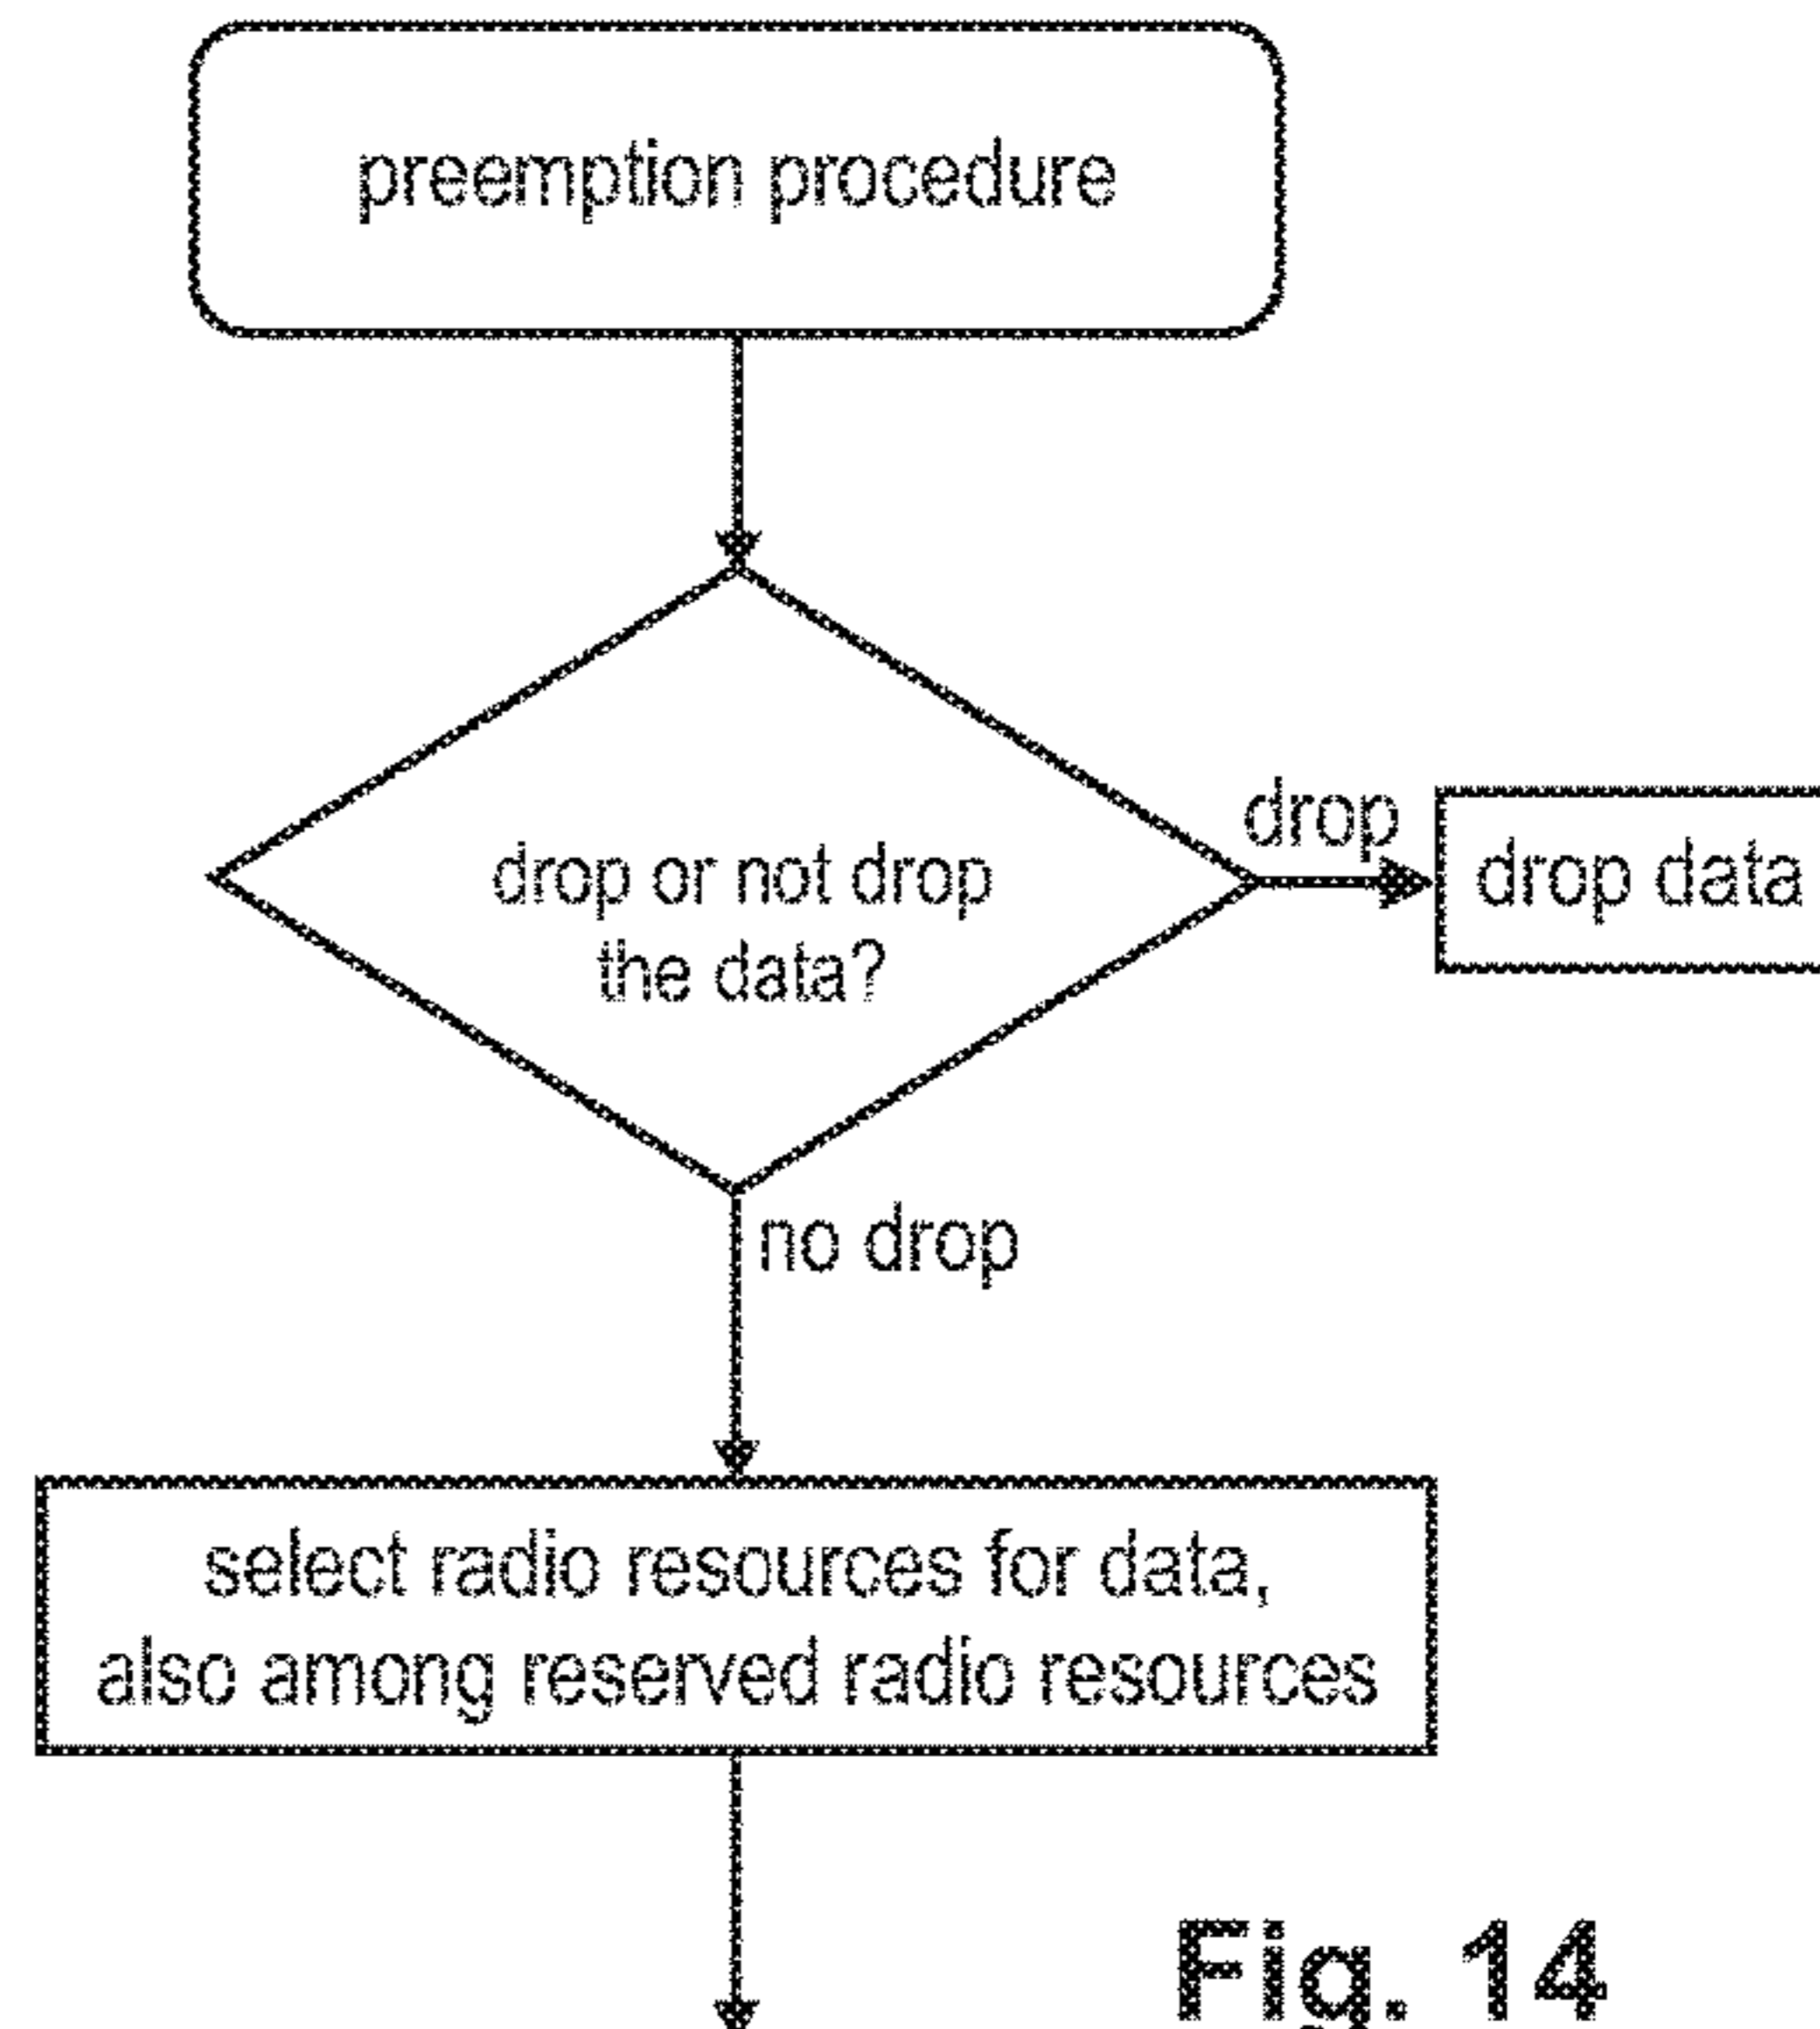 preemption procedure
drop or not drop
the data?
drop
drop data
no drop
select radio resources for data,
also among reserved radio resources
Fig. 14